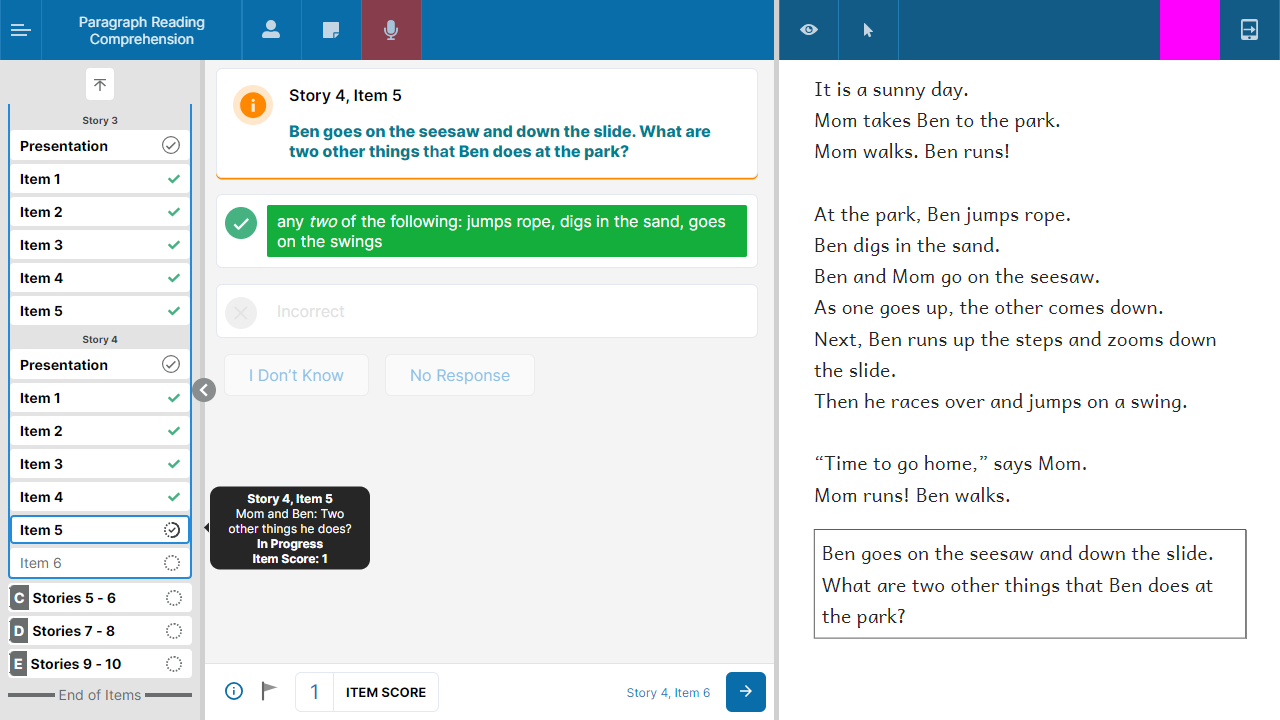 Paragraph Reading
Comprehension
Story 3
Presentation
Item 1
Item 2
Item 3
Item 4
Item 5
Story 4
Presentation
Item 1
Item 2
Item 3
Item 4
Item 5
Item 6
C Stories 5 - 6
D Stories 7 - 8
E Stories 9 - 10
End of Items
Story 4, Item 5
Ben goes on the seesaw and down the slide. What are
two other things that Ben does at the park?
any two of the following: jumps rope, digs in the sand, goes
on the swings
Incorrect
I Don’t Know
No Response
Story 4, Item 5
Mom and Ben: Two
other things he does?
In Progress
Item Score: 1
1 ITEM SCORE
Story 4, Item 6
It is a sunny day.
Mom takes Ben to the park.
Mom walks. Ben runs!
At the park, Ben jumps rope.
Ben digs in the sand.
Ben and Mom go on the seesaw.
As one goes up, the other comes down.
Next, Ben runs up the steps and zooms down
the slide.
Then he races over and jumps on a swing.
“Time to go home,” says Mom.
Mom runs! Ben walks.
Ben goes on the seesaw and down the slide.
What are two other things that Ben does at
the park?